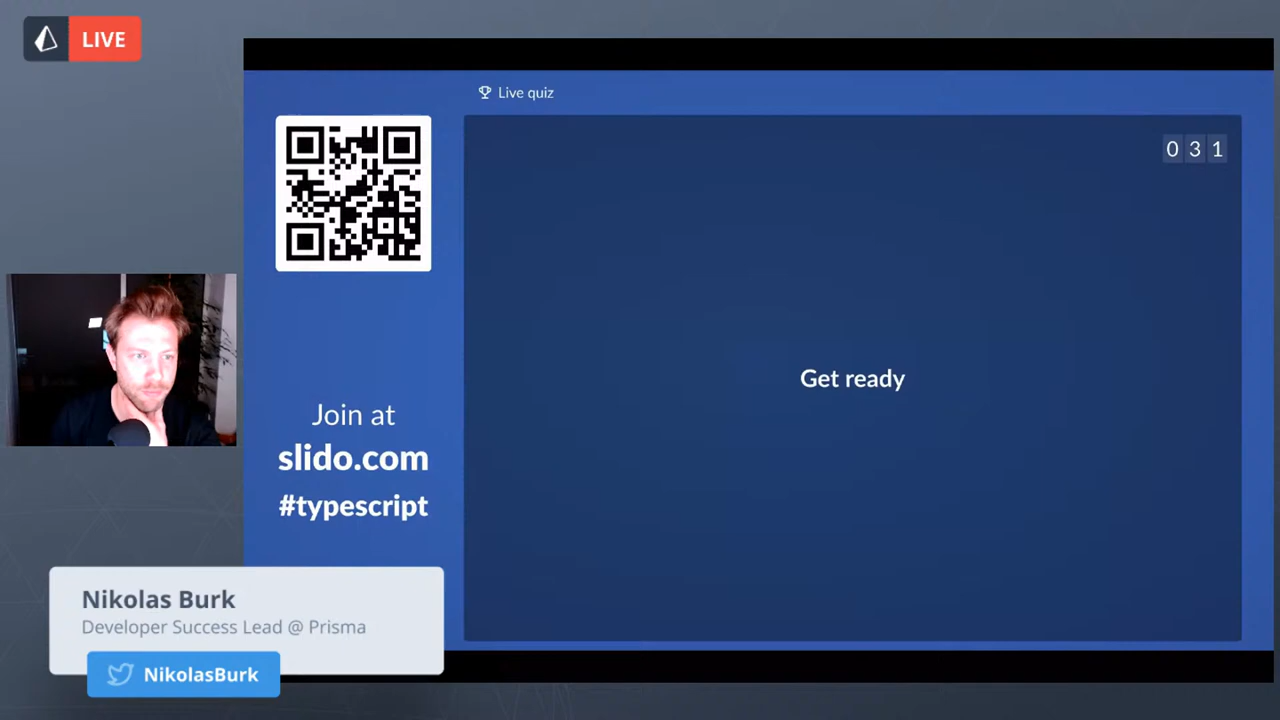 LIVE
Live quiz
0 3 1
Get ready
Join at
slido.com
#typescript
Nikolas Burk
Developer Success Lead @ Prisma
NikolasBurk